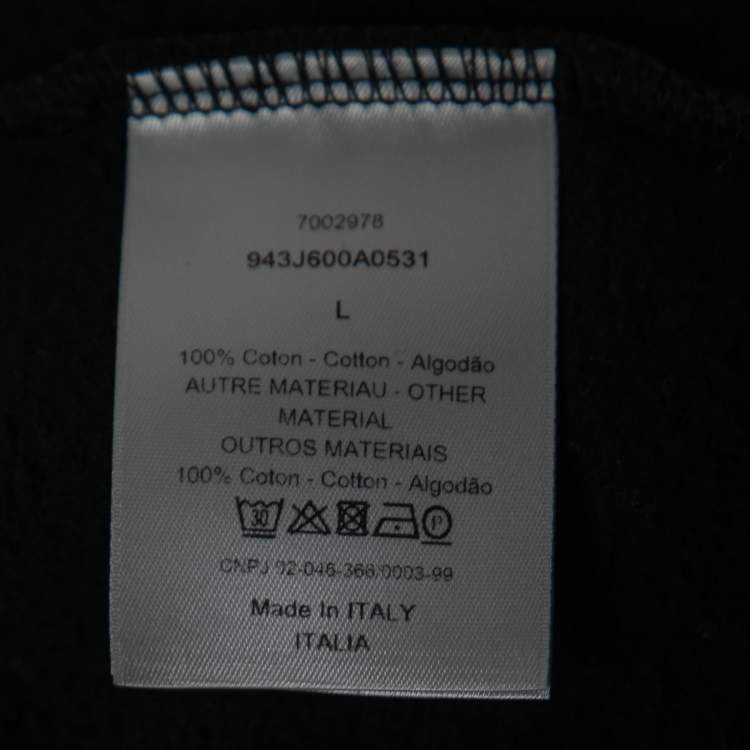 7002978
943J600A0531
L
100% Coton - Cotton - Algodão
AUTRE MATERIAU - OTHER
MATERIAL
OUTROS MATERIAIS
100% Coton - Cotton - Algodão
30 P
CNPJ 02-046-366/0003-99
Made In ITALY
ITALIA